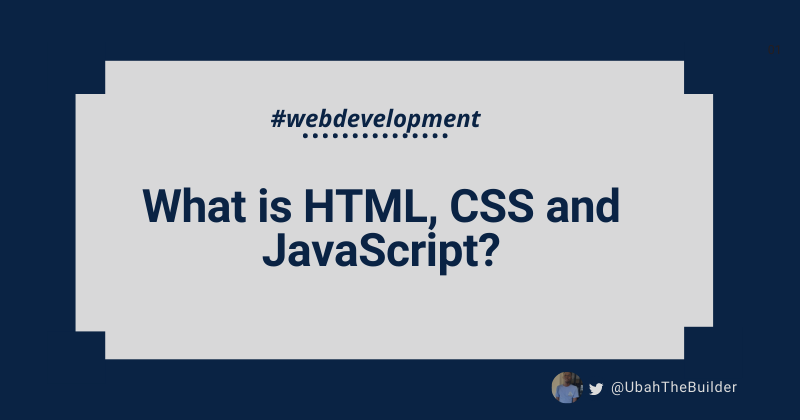 #webdevelopment
What is HTML, CSS and
JavaScript?
@UbahTheBuilder